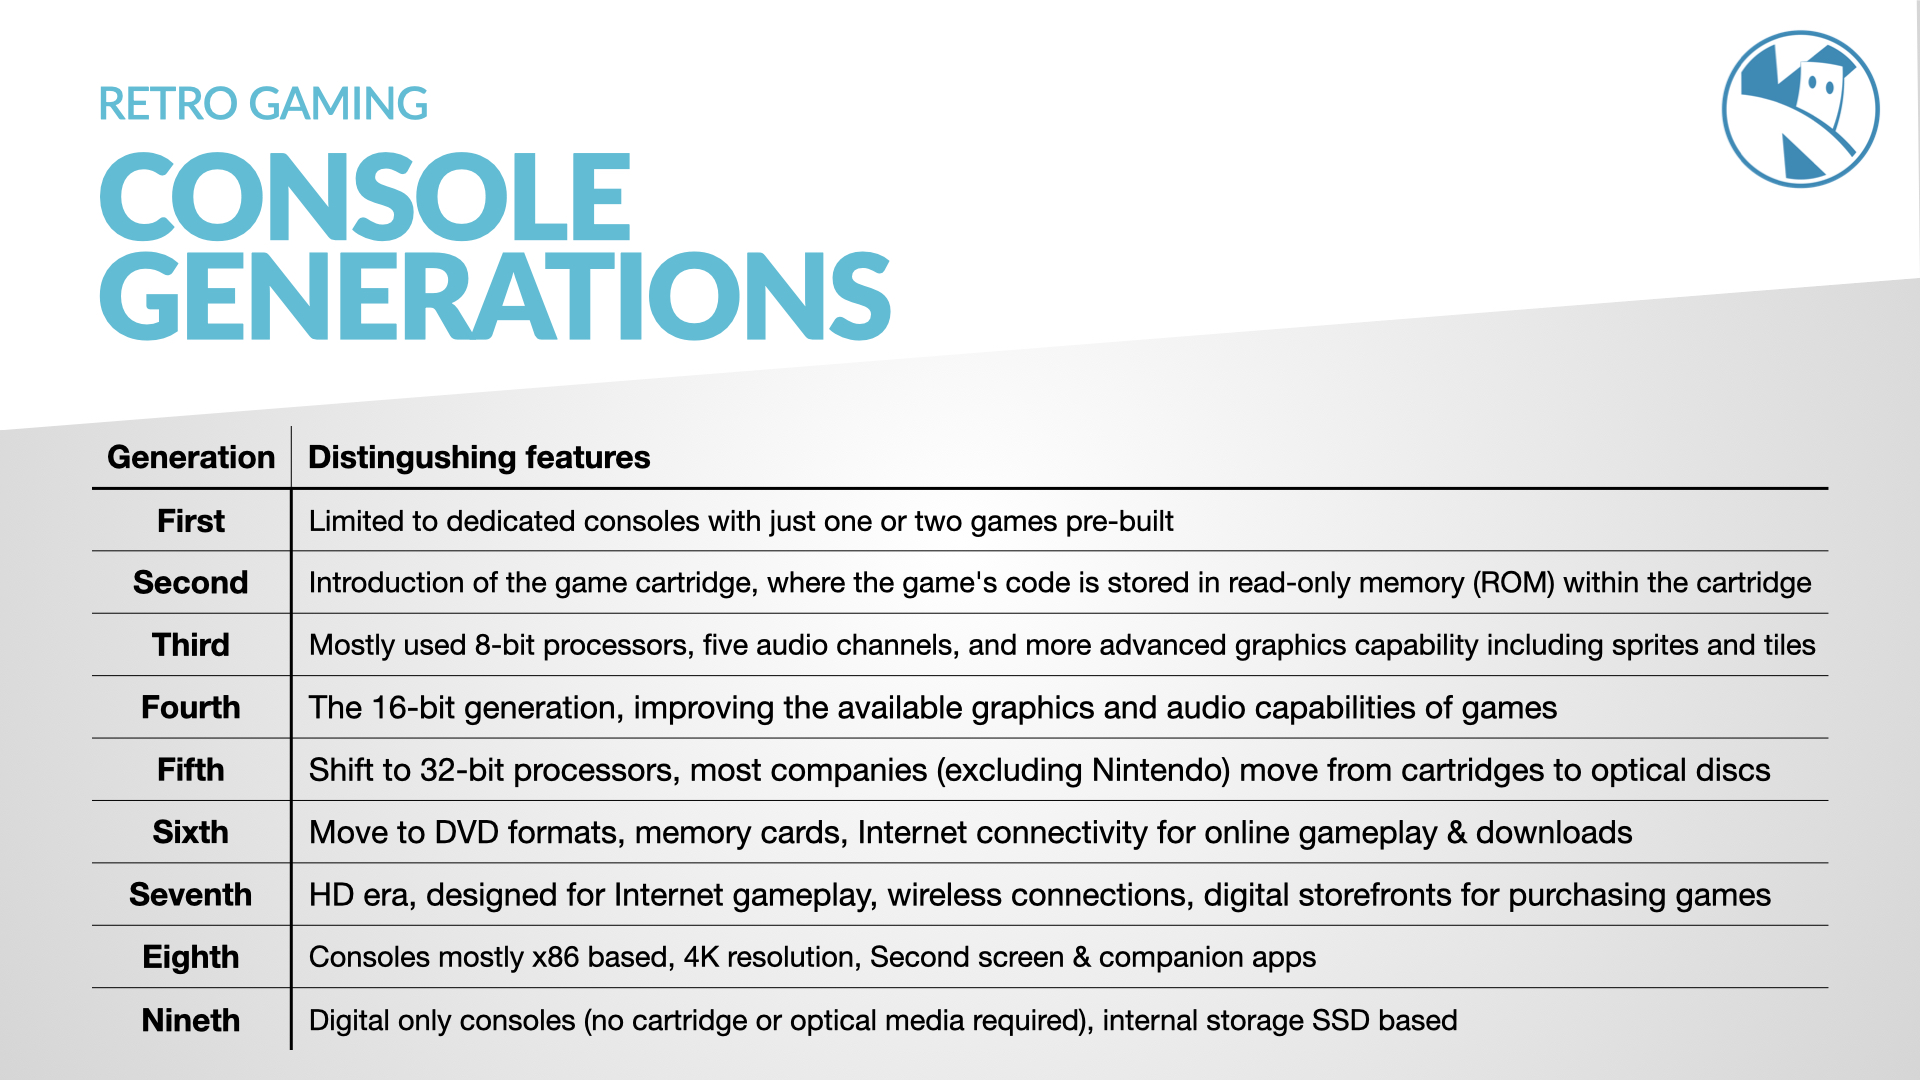 RETRO GAMING
CONSOLE
GENERATIONS
Generation Distingushing features
First Limited to dedicated consoles with just one or two games pre-built
Second Introduction of the game cartridge, where the game's code is stored in read-only memory (ROM) within the cartridge
Third Mostly used 8-bit processors, five audio channels, and more advanced graphics capability including sprites and tiles
Fourth The 16-bit generation, improving the available graphics and audio capabilities of games
Fifth Shift to 32-bit processors, most companies (excluding Nintendo) move from cartridges to optical discs
Sixth Move to DVD formats, memory cards, Internet connectivity for online gameplay & downloads
Seventh HD era, designed for Internet gameplay, wireless connections, digital storefronts for purchasing games
Eighth Consoles mostly x86 based, 4K resolution, Second screen & companion apps
Nineth Digital only consoles (no cartridge or optical media required), internal storage SSD based